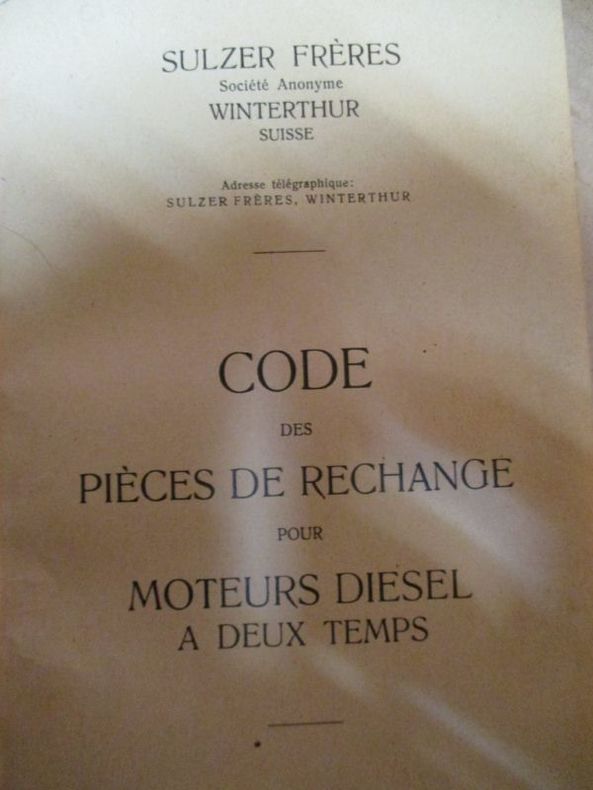 SULZER FRÈRES
Société Anonyme
WINTERTHUR
SUISSE
Adresse télégraphique:
SULZER FRÈRES, WINTERTHUR
CODE
DES
PIÈCES DE RECHANGE
POUR
MOTEURS DIESEL
A DEUX TEMPS